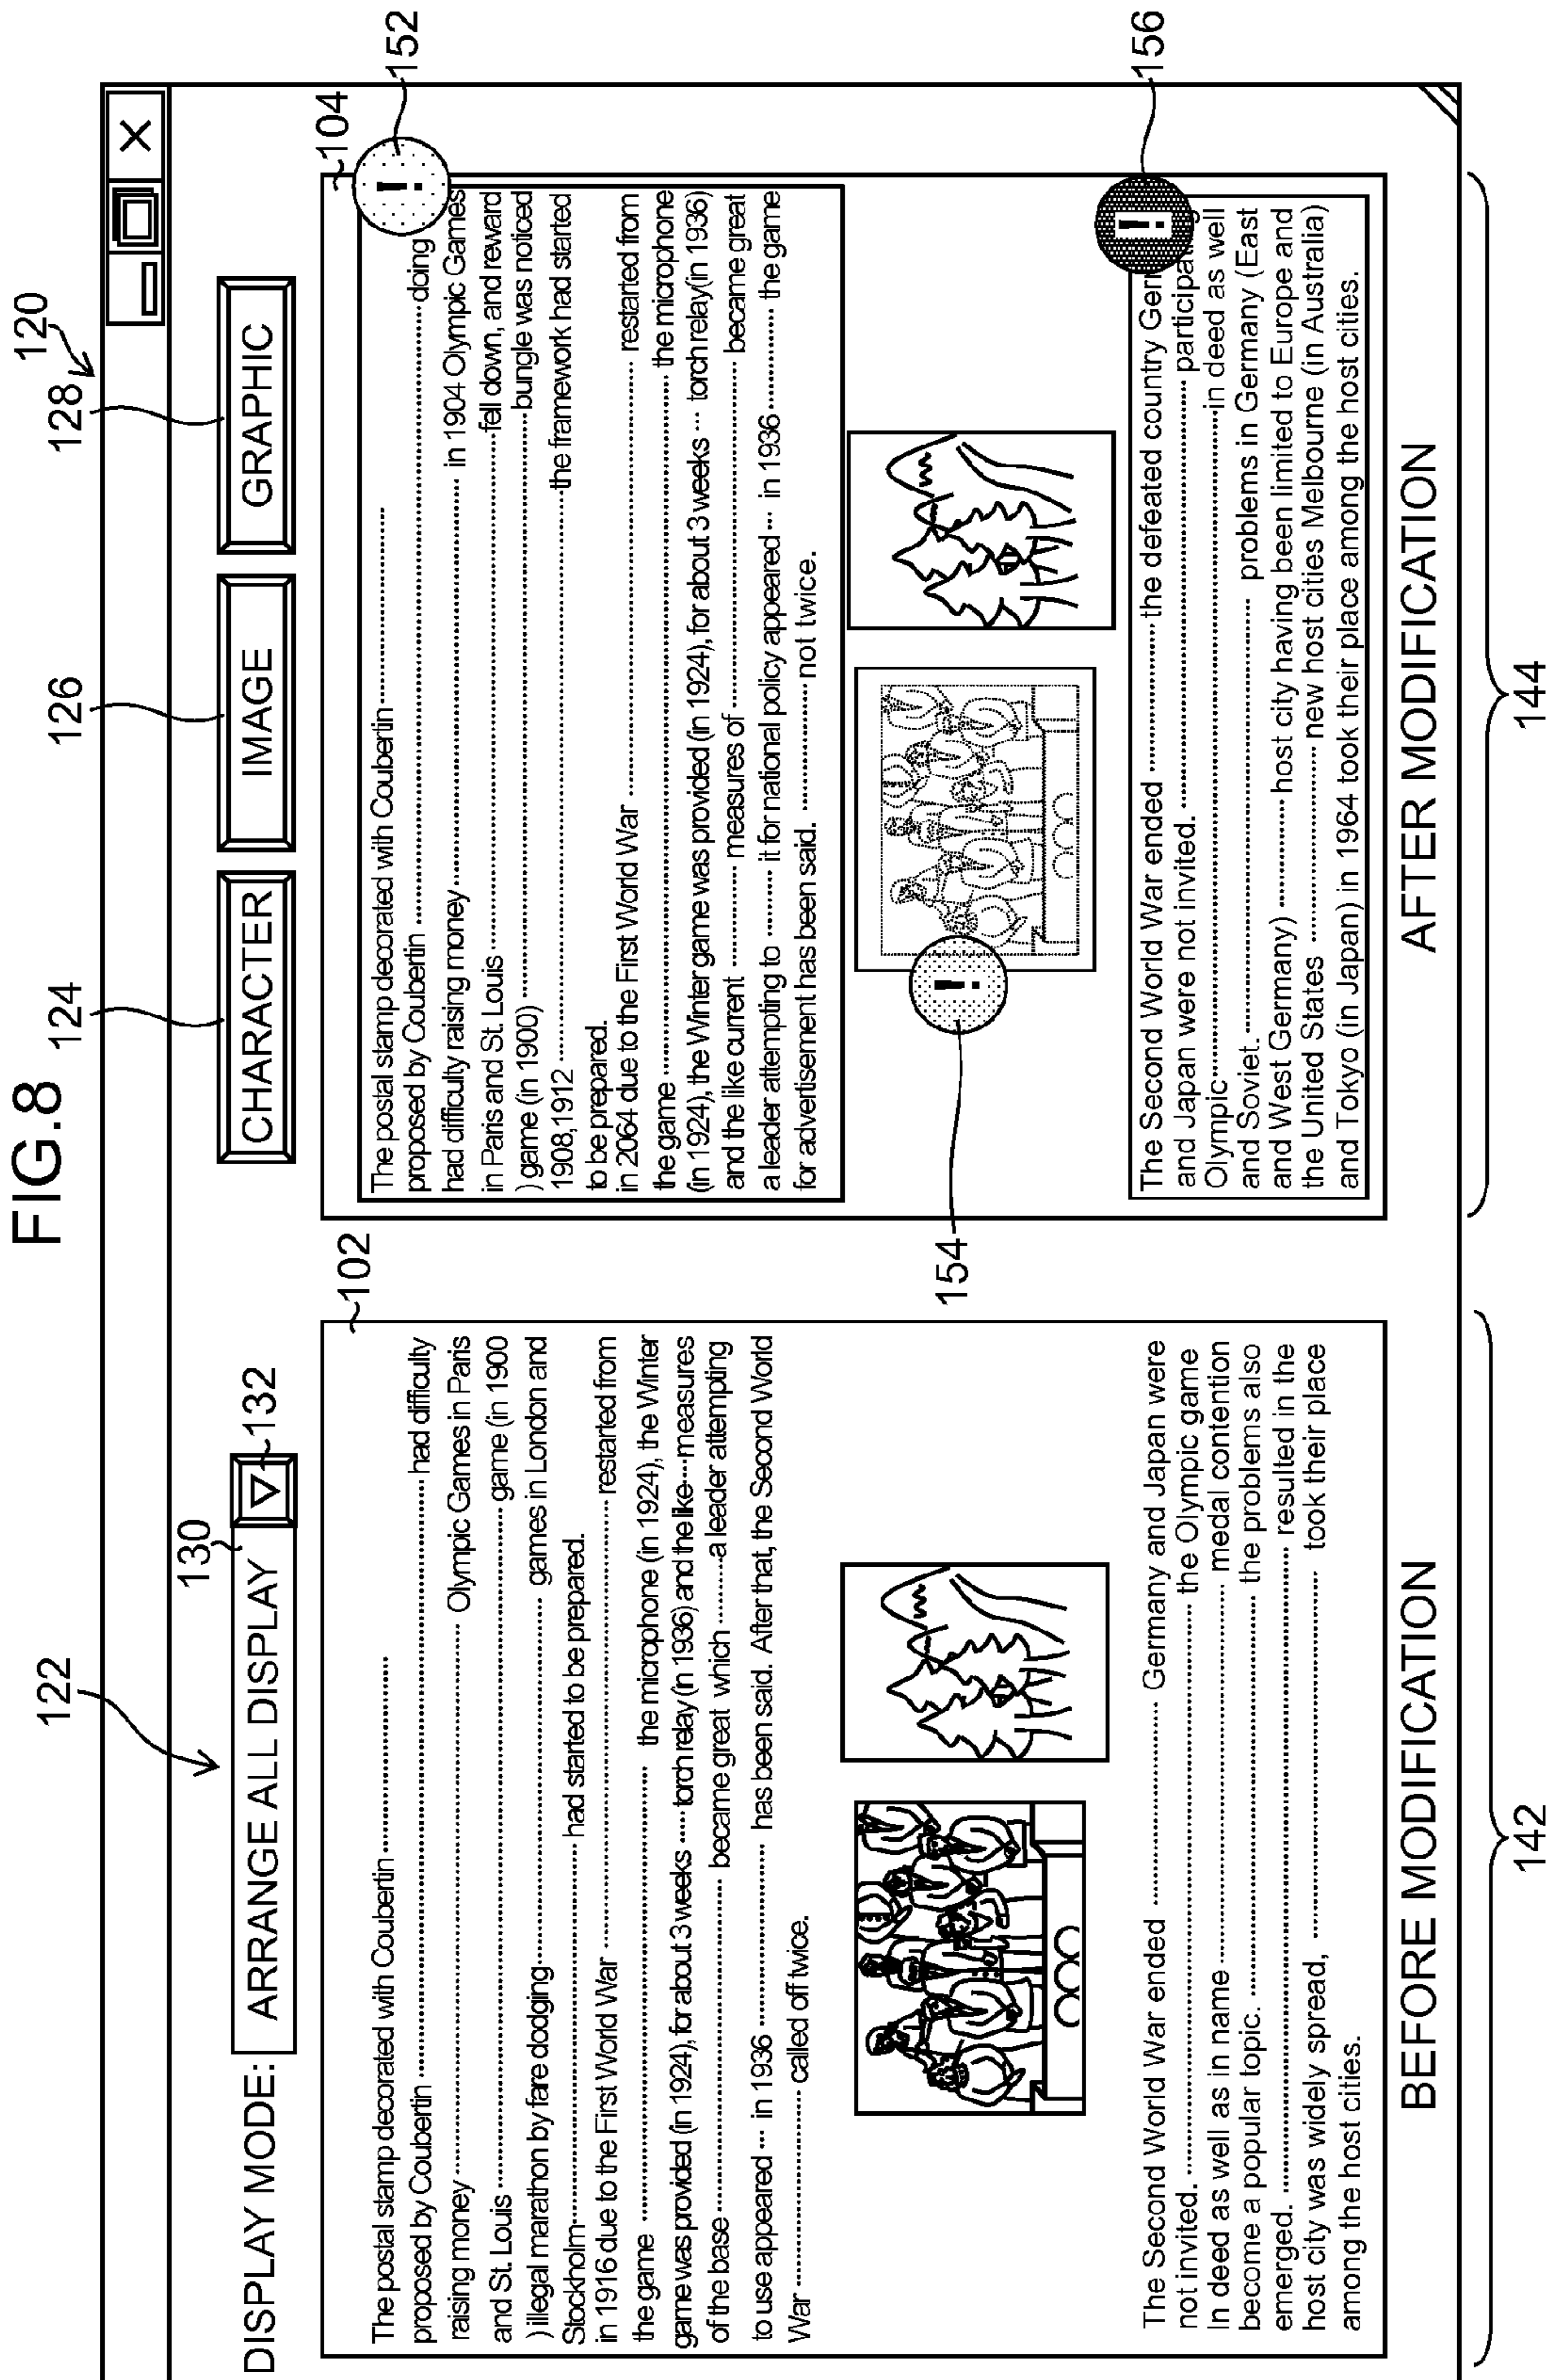 FIG.8
120
122
124
126
128
DISPLAY MODE:
ARRANGE ALL DISPLAY
130
132
CHARACTER
IMAGE
GRAPHIC
102
The postal stamp decorated with Coubertin ····················
proposed by Coubertin ···················· had difficulty
raising money ···················· Olympic Games in Paris
and St. Louis ···················· game (in 1900
) illegal marathon by fare dodging ···················· games in London and
Stockholm ···················· had started to be prepared.
in 1916 due to the First World War ···················· restarted from
the game ···················· the microphone (in 1924), the Winter
game was provided (in 1924), for about 3 weeks ···· torch relay (in 1936) and the like ···· measures
of the base ···················· became great which ········ a leader attempting
to use appeared ··· in 1936 ················ has been said. After that, the Second World
War ············ called off twice.
The Second World War ended ···················· Germany and Japan were
not invited. ···················· the Olympic game
In deed as well as in name ···················· medal contention
become a popular topic. ···················· the problems also
emerged. ···················· resulted in the
host city was widely spread, ···················· took their place
among the host cities.
BEFORE MODIFICATION
142
104
152
!
The postal stamp decorated with Coubertin ····················
proposed by Coubertin ···················· doing
had difficulty raising money ···················· in 1904 Olympic Games
in Paris and St. Louis ···················· fell down, and reward
) game (in 1900) ···················· bungle was noticed
1908,1912 ···················· the framework had started
to be prepared.
in 2064 due to the First World War ···················· restarted from
the game ···················· the microphone
(in 1924), the Winter game was provided (in 1924), for about 3 weeks ··· torch relay(in 1936)
and the like current ········ measures of ···················· became great
a leader attempting to ········ it for national policy appeared ··· in 1936 ············ the game
for advertisement has been said. ···················· not twice.
154
!
156
!
The Second World War ended ···················· the defeated country Ger
and Japan were not invited. ···················· participating
Olympic ···················· in deed as well
and Soviet. ···················· problems in Germany (East
and West Germany) ············ host city having been limited to Europe and
the United States ················ new host cities Melbourne (in Australia)
and Tokyo (in Japan) in 1964 took their place among the host cities.
AFTER MODIFICATION
144